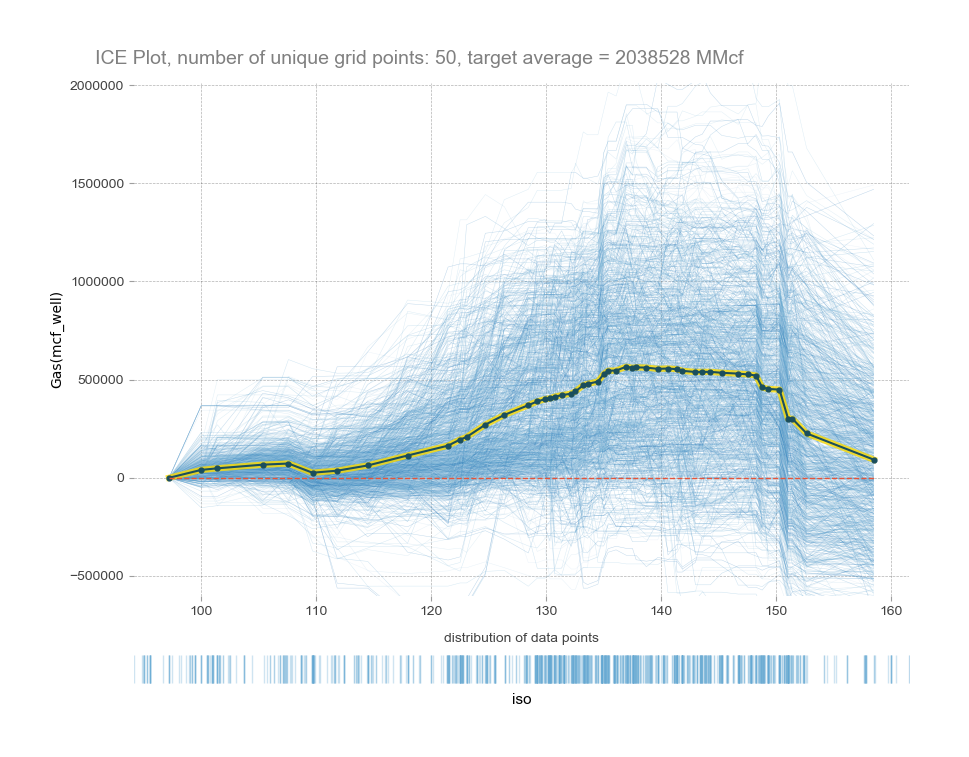 ICE Plot, number of unique grid points: 50, target average = 2038528 MMcf
2000000
1500000
1000000
500000
0
−500000
Gas(mcf_well)
100 110 120 130 140 150 160
distribution of data points
iso